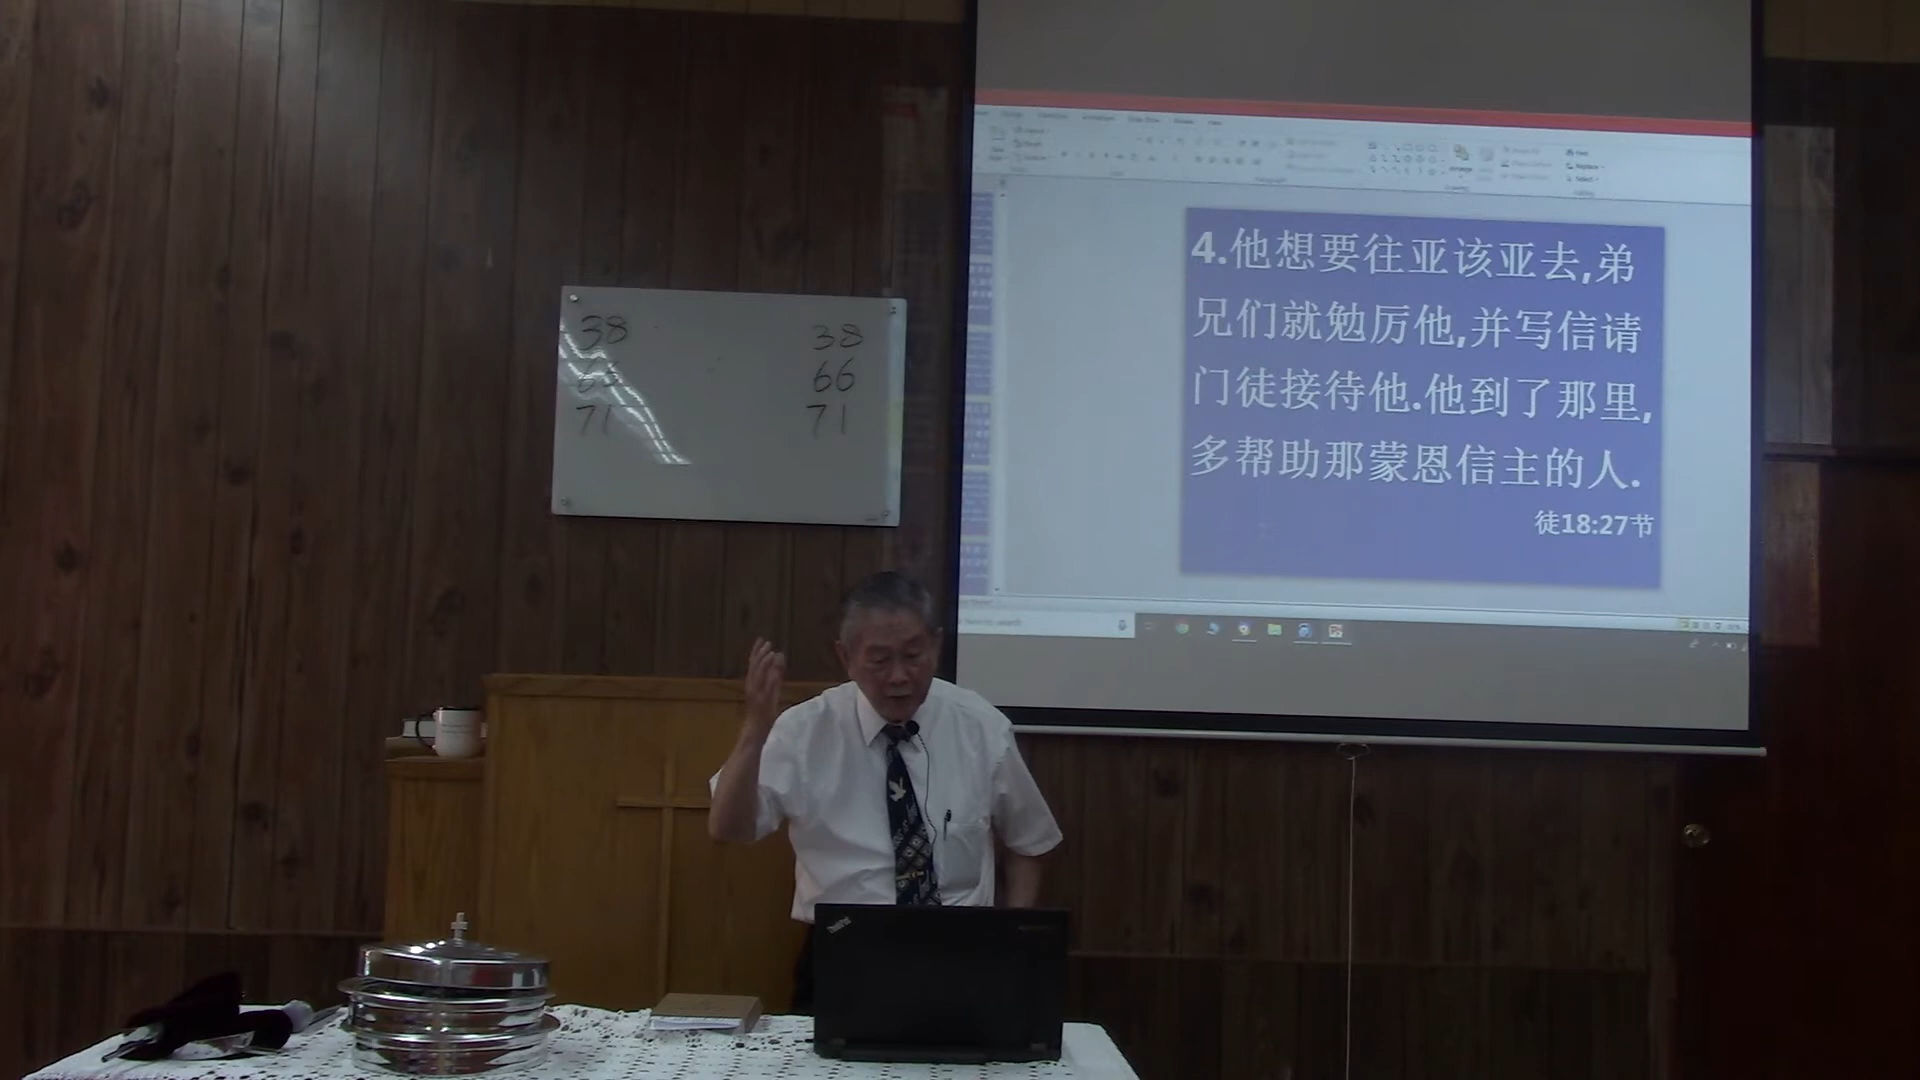 38
66
71
38
66
71
4.他想要往亚该亚去,弟
兄们就勉厉他,并写信请
门徒接待他.他到了那里,
多帮助那蒙恩信主的人.
徒18:27节
ThinkPad